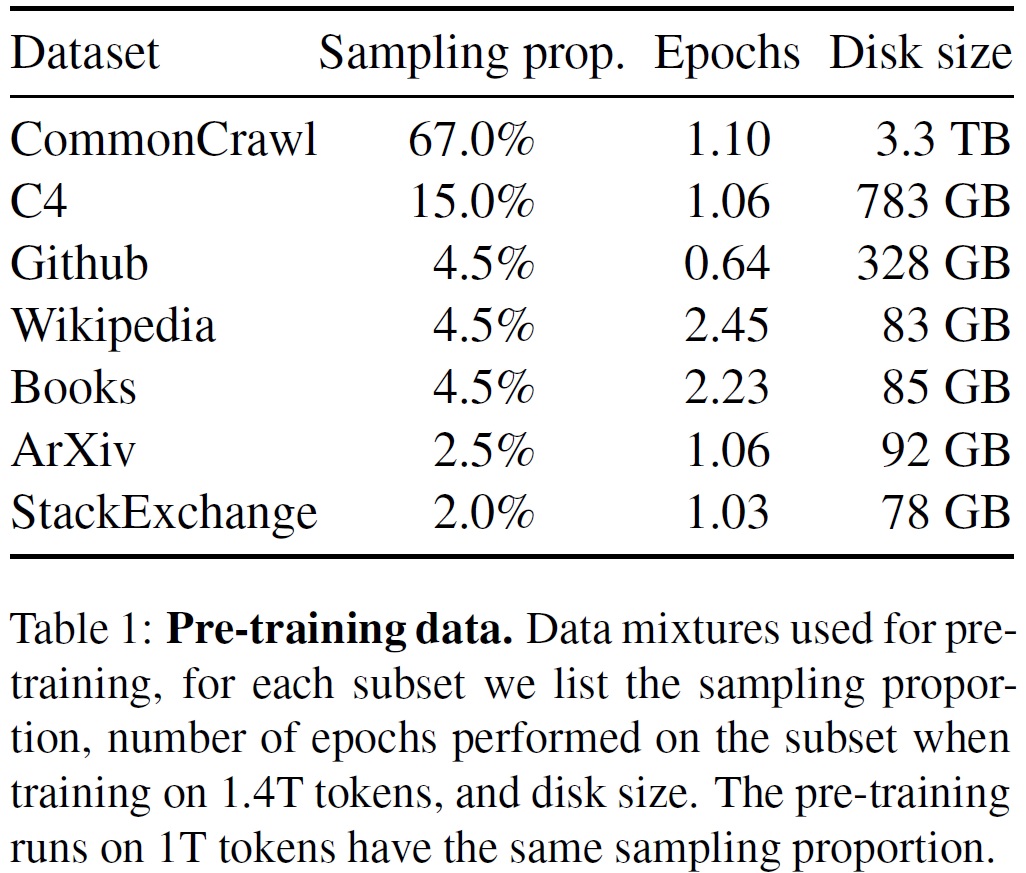 Dataset Sampling prop. Epochs Disk size
CommonCrawl 67.0% 1.10 3.3 TB
C4 15.0% 1.06 783 GB
Github 4.5% 0.64 328 GB
Wikipedia 4.5% 2.45 83 GB
Books 4.5% 2.23 85 GB
ArXiv 2.5% 1.06 92 GB
StackExchange 2.0% 1.03 78 GB
Table 1: Pre-training data. Data mixtures used for pre-
training, for each subset we list the sampling propor-
tion, number of epochs performed on the subset when
training on 1.4T tokens, and disk size. The pre-training
runs on 1T tokens have the same sampling proportion.